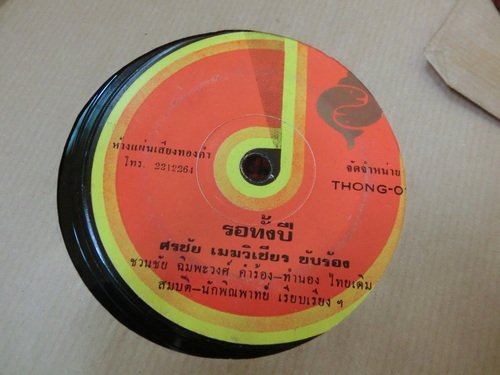 ห้างแผ่นเสียงทองคำ
โทร. 2212264
จัดจำหน่าย
THONG-0
รอทั้งปี
ศรชัย เมฆวิเชียร ขับร้อง
ชวนชัย ฉิมพะวงศ์ คำร้อง-ทำนอง ไทยเดิม
สมบัติ-นักพิณพาทย์ เรียบเรียง ฯ